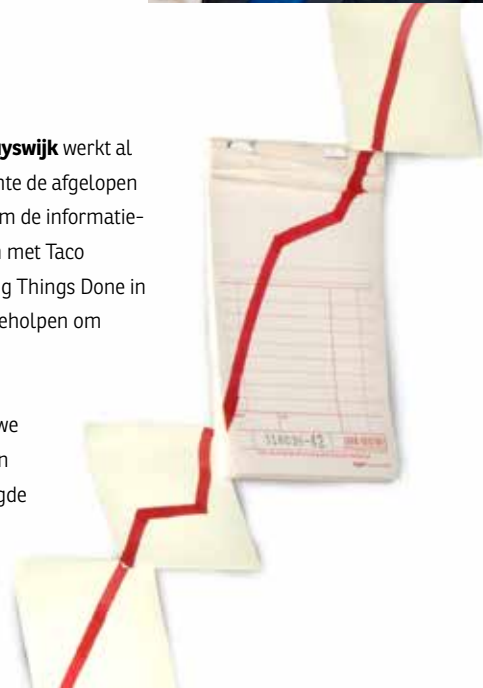 yswijk werkt al
nte de afgelopen
m de informatie-
n met Taco
g Things Done in
eholpen om
we
n
gde